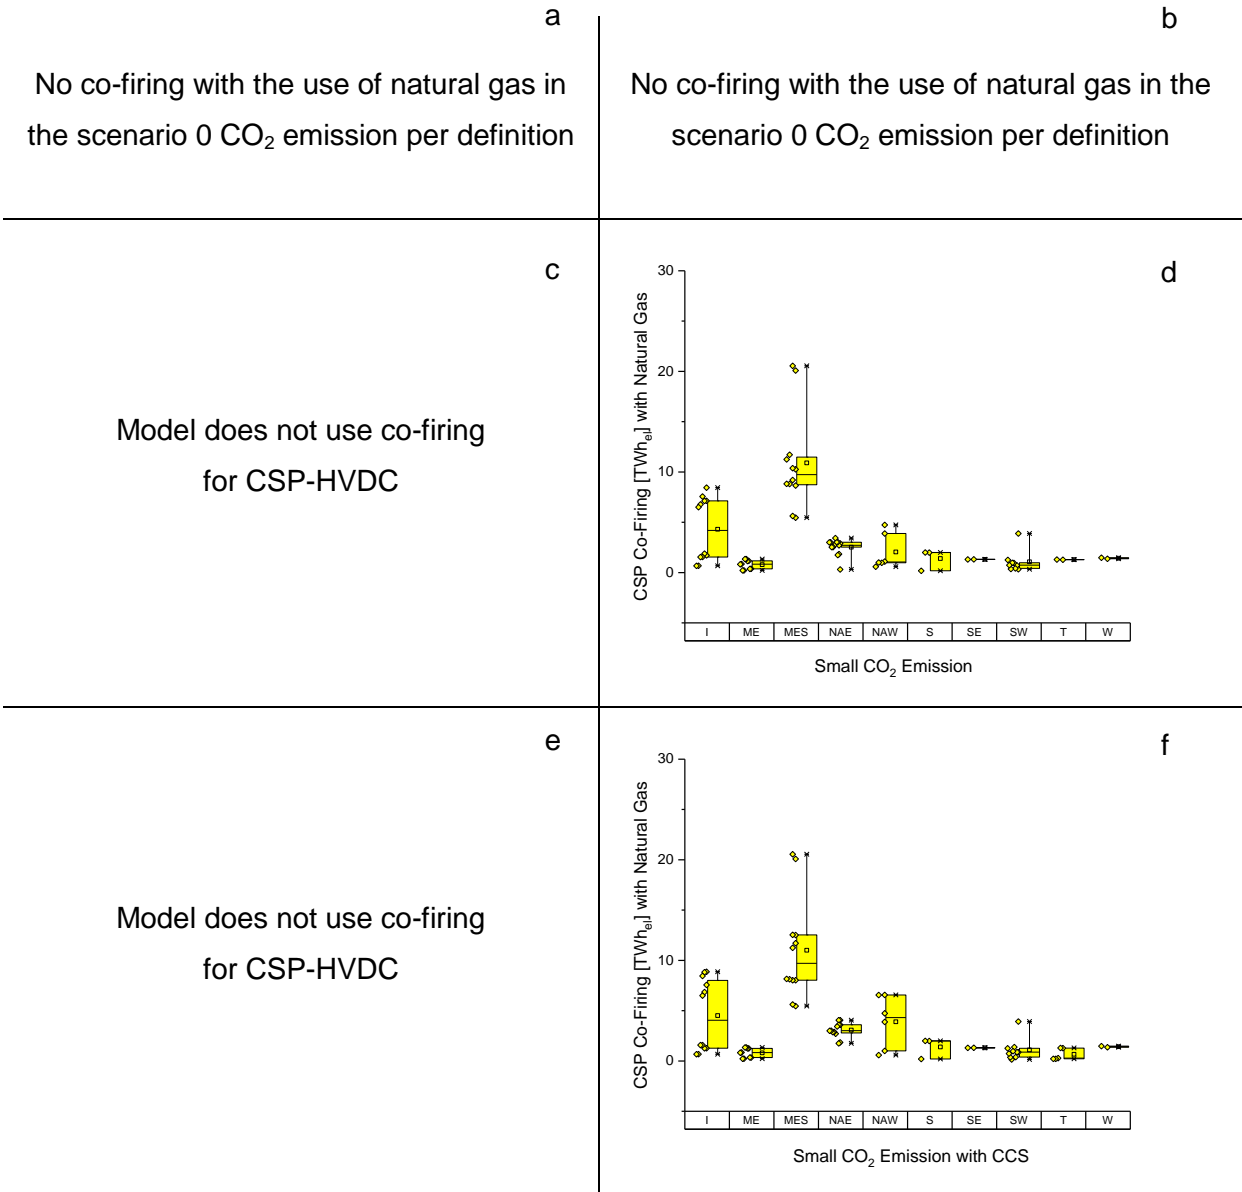 a
No co-firing with the use of natural gas in
the scenario 0 CO₂ emission per definition
b
No co-firing with the use of natural gas in the
scenario 0 CO₂ emission per definition
c
Model does not use co-firing
for CSP-HVDC
d
CSP Co-Firing [TWhel] with Natural Gas
30
20
10
0
I ME MES NAE NAW S SE SW T W
Small CO₂ Emission
e
Model does not use co-firing
for CSP-HVDC
f
CSP Co-Firing [TWhel] with Natural Gas
30
20
10
0
I ME MES NAE NAW S SE SW T W
Small CO₂ Emission with CCS